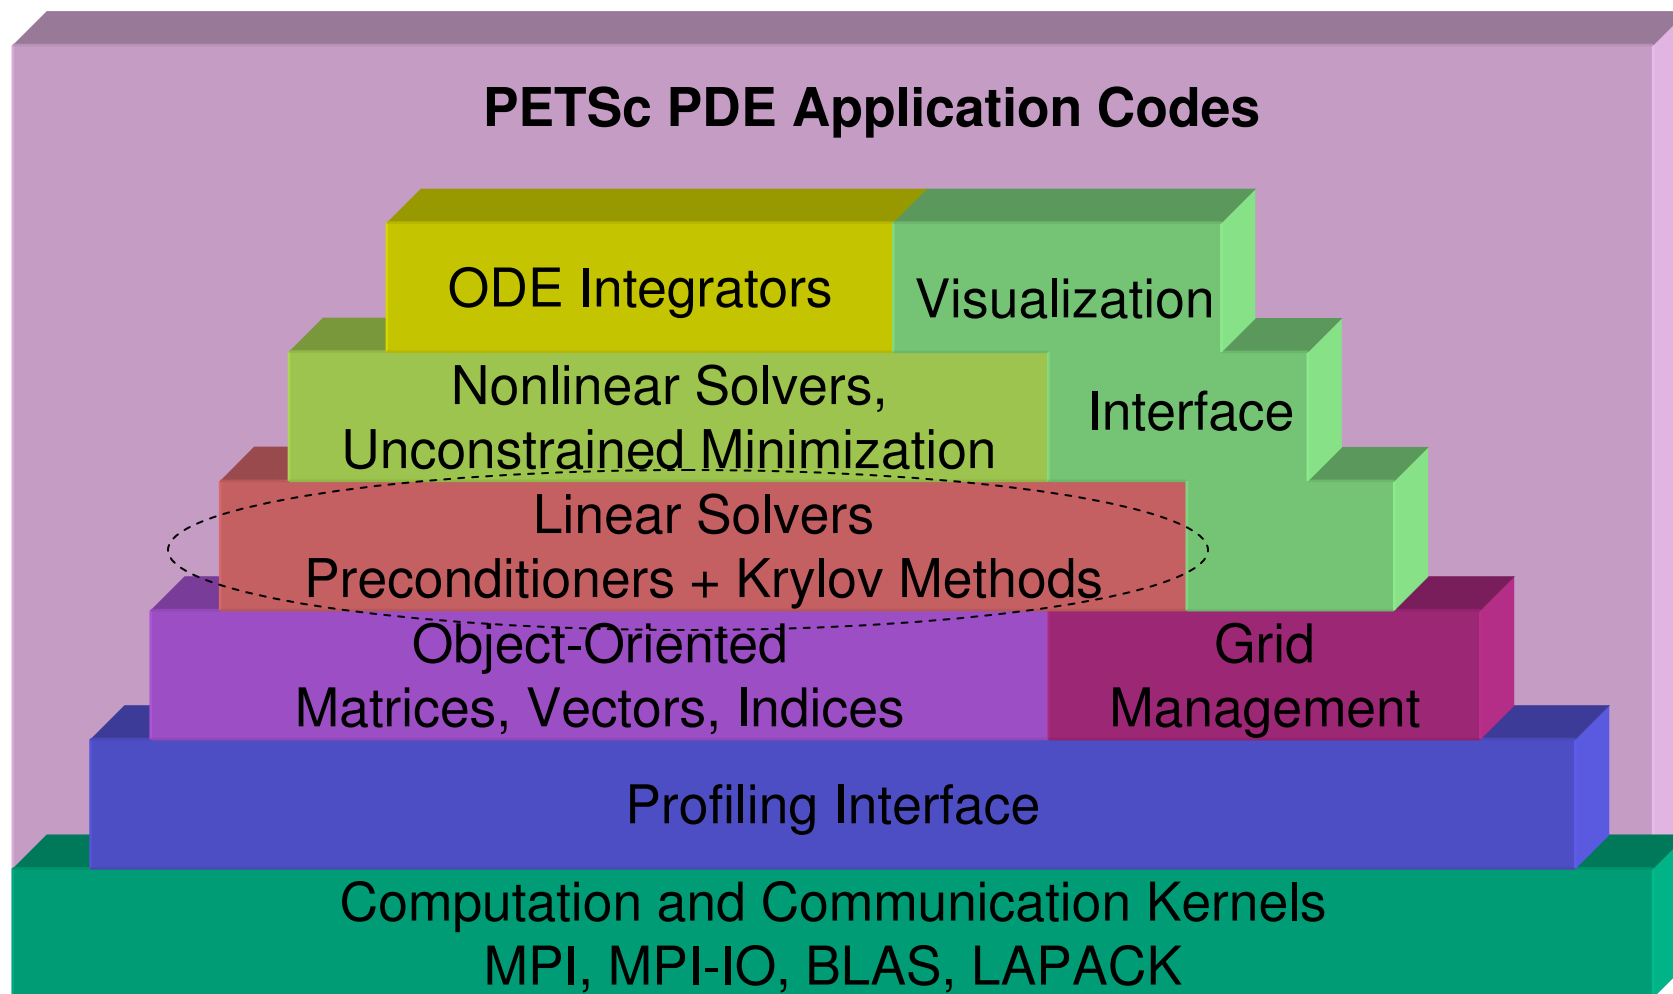 PETSc PDE Application Codes
ODE Integrators
Visualization
Nonlinear Solvers,
Unconstrained Minimization
Interface
Linear Solvers
Preconditioners + Krylov Methods
Object-Oriented
Matrices, Vectors, Indices
Grid
Management
Profiling Interface
Computation and Communication Kernels
MPI, MPI-IO, BLAS, LAPACK